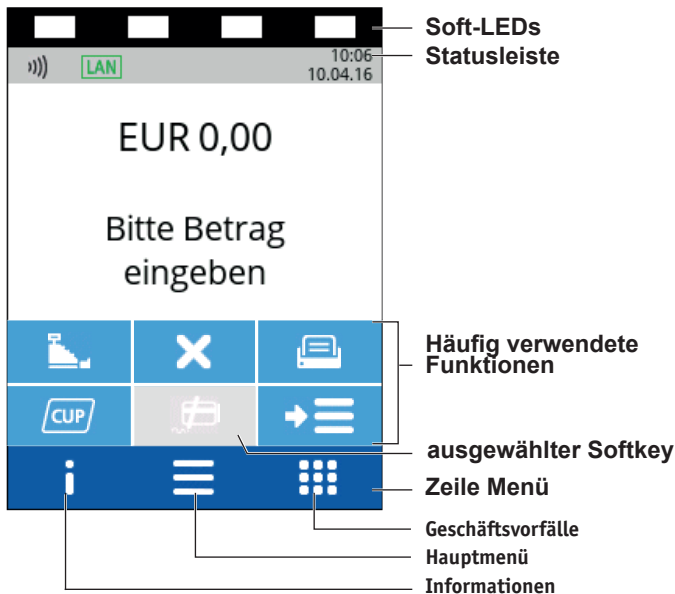 Soft-LEDs
LAN
10:06
10.04.16
Statusleiste
EUR 0,00
Bitte Betrag
eingeben
Häufig verwendete
Funktionen
CUP
ausgewählter Softkey
Zeile Menü
Geschäftsvorfälle
Hauptmenü
Informationen